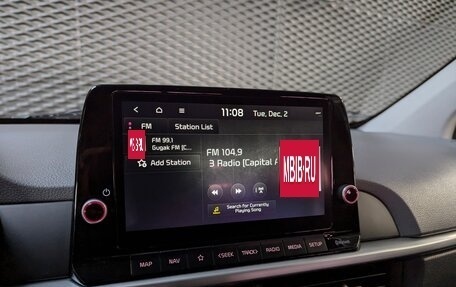 11:08
Tue, Dec, 2
FM
Station List
FM 99.1
Gugak FM [C...
Add Station
FM 104.9
3 Radio [Capital A
MBIB.RU
Search for Currently
Playing Song
MAP
NAV
<SEEK
TRACK>
RADIO
MEDIA
SETUP